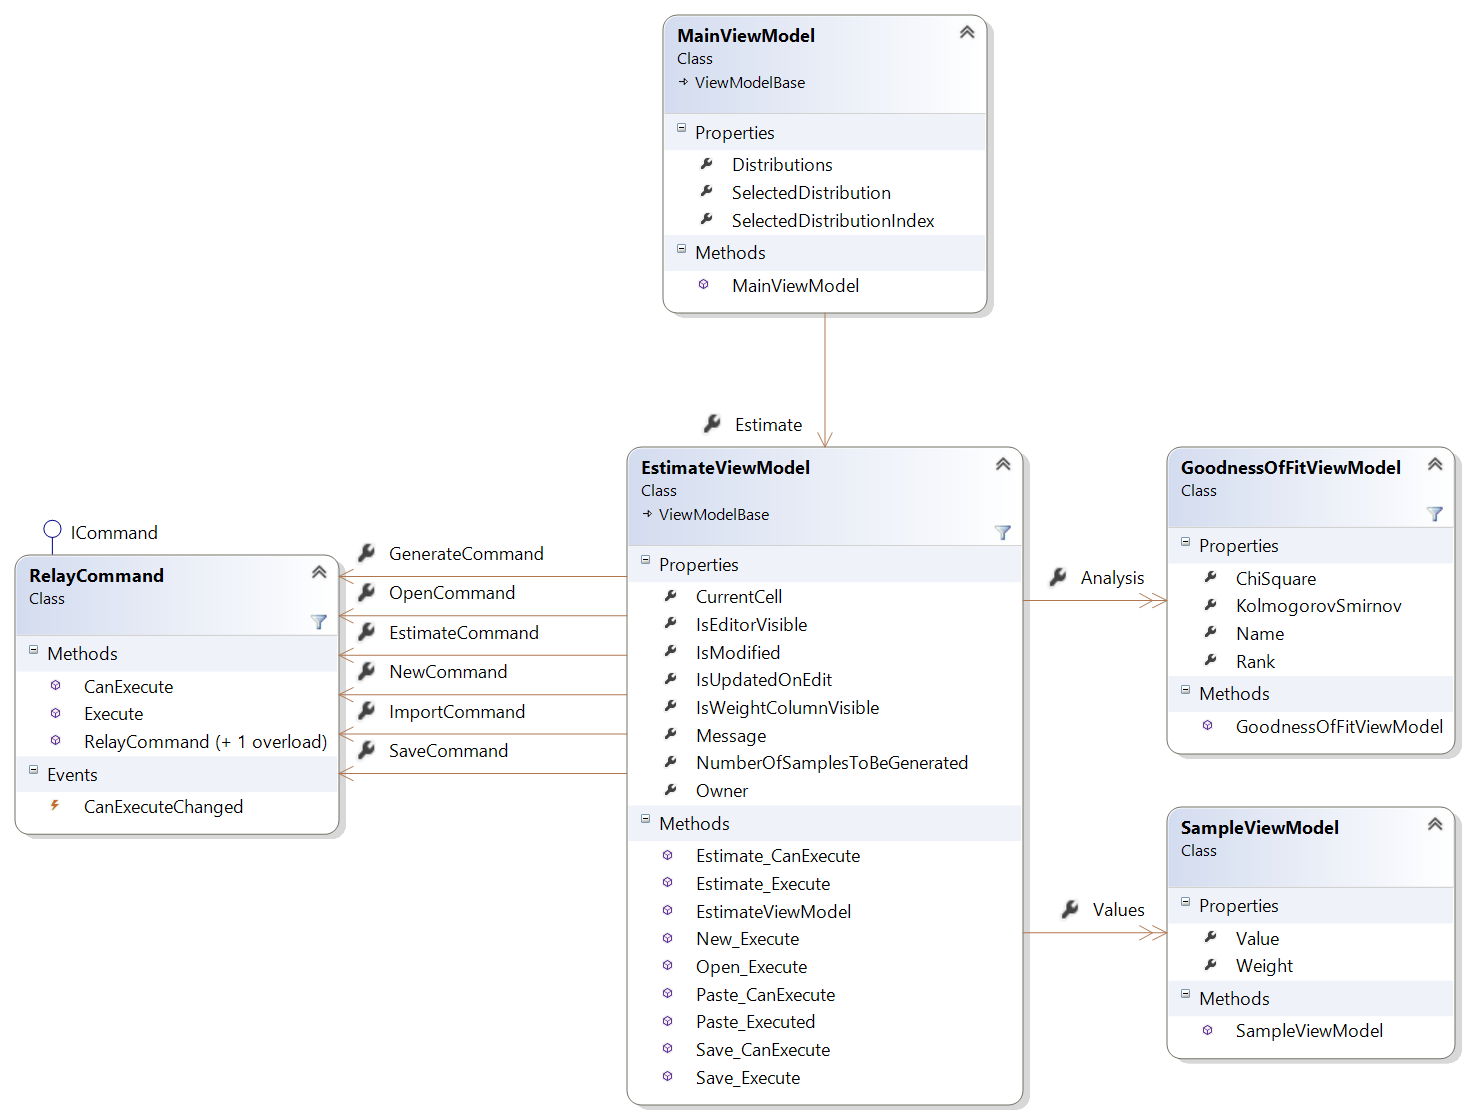 MainViewModel
Class
ViewModelBase
Properties
Distributions
SelectedDistribution
SelectedDistributionIndex
Methods
MainViewModel
Estimate
EstimateViewModel
Class
ViewModelBase
Properties
CurrentCell
IsEditorVisible
IsModified
IsUpdatedOnEdit
IsWeightColumnVisible
Message
NumberOfSamplesToBeGenerated
Owner
Methods
Estimate_CanExecute
Estimate_Execute
EstimateViewModel
New_Execute
Open_Execute
Paste_CanExecute
Paste_Executed
Save_CanExecute
Save_Execute
ICommand
RelayCommand
Class
Methods
CanExecute
Execute
RelayCommand (+ 1 overload)
Events
CanExecuteChanged
GenerateCommand
OpenCommand
EstimateCommand
NewCommand
ImportCommand
SaveCommand
Analysis
GoodnessOfFitViewModel
Class
Properties
ChiSquare
KolmogorovSmirnov
Name
Rank
Methods
GoodnessOfFitViewModel
Values
SampleViewModel
Class
Properties
Value
Weight
Methods
SampleViewModel